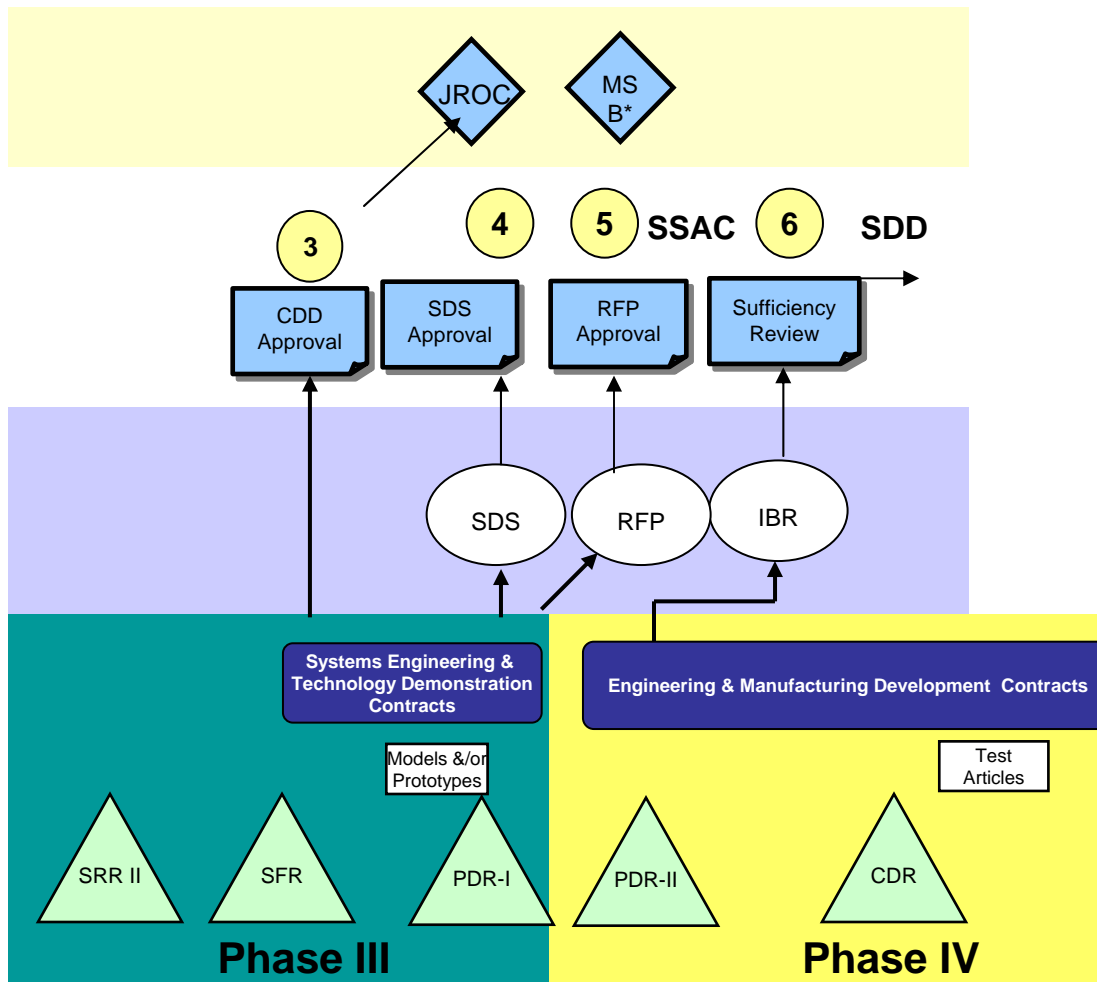 JROC
MS
B*
3
4
5
SSAC
6
SDD
CDD
Approval
SDS
Approval
RFP
Approval
Sufficiency
Review
SDS
RFP
IBR
Systems Engineering &
Technology Demonstration
Contracts
Engineering & Manufacturing Development Contracts
Models &/or
Prototypes
Test
Articles
SRR II
SFR
PDR-I
PDR-II
CDR
Phase III
Phase IV